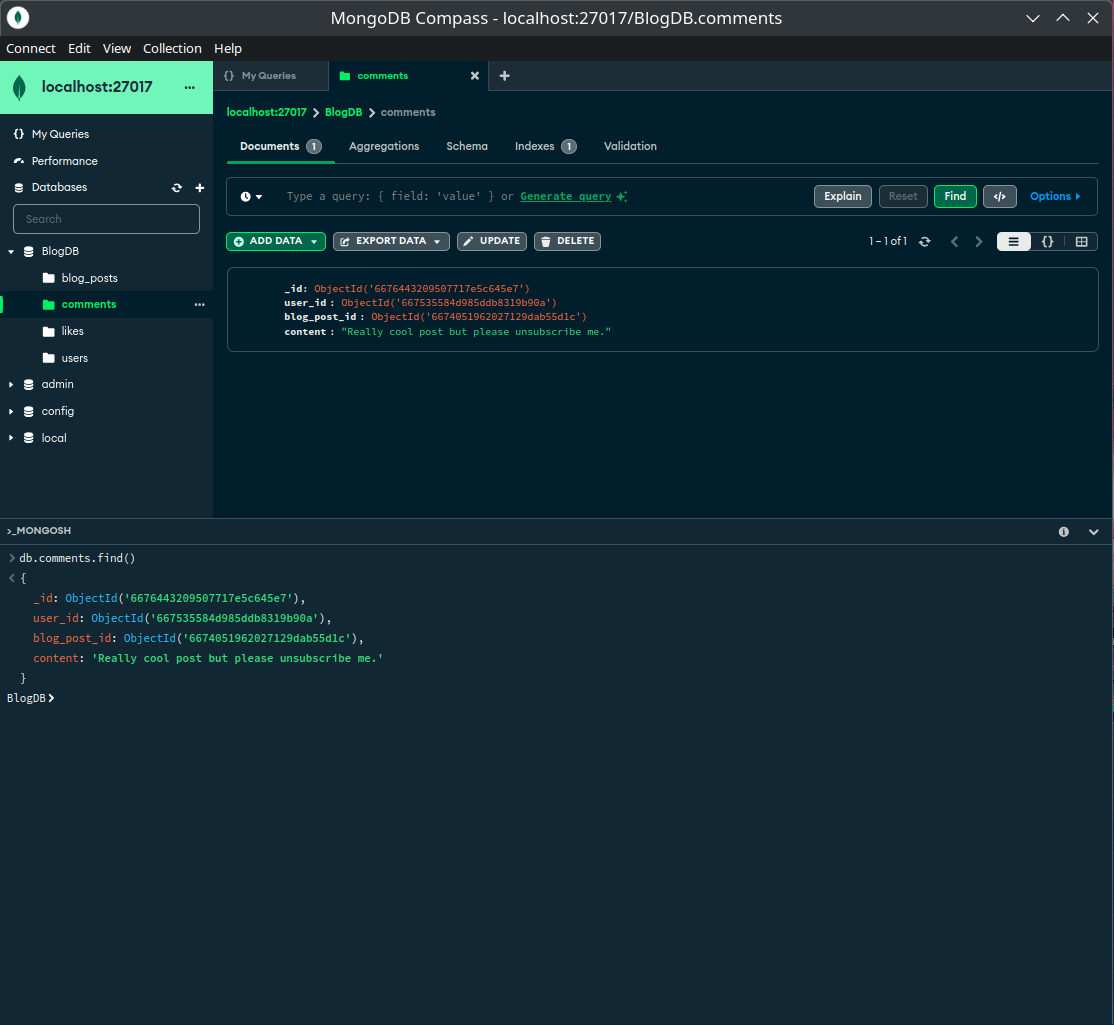 MongoDB Compass - localhost:27017/BlogDB.comments
Connect Edit View Collection Help
localhost:27017 ...
{} My Queries
comments
localhost:27017 > BlogDB > comments
My Queries
Performance
Databases
Search
BlogDB
blog_posts
comments ...
likes
users
admin
config
local
Documents 1 Aggregations Schema Indexes 1 Validation
Type a query: { field: 'value' } or Generate query
Explain Reset Find </> Options
ADD DATA EXPORT DATA UPDATE DELETE
1 – 1 of 1 {}
_id: ObjectId('6676443209507717e5c645e7')
user_id : ObjectId('667535584d985ddb8319b90a')
blog_post_id : ObjectId('6674051962027129dab55d1c')
content : "Really cool post but please unsubscribe me."
>_MONGOSH
> db.comments.find()
< {
_id: ObjectId('6676443209507717e5c645e7'),
user_id: ObjectId('667535584d985ddb8319b90a'),
blog_post_id: ObjectId('6674051962027129dab55d1c'),
content: 'Really cool post but please unsubscribe me.'
}
BlogDB>